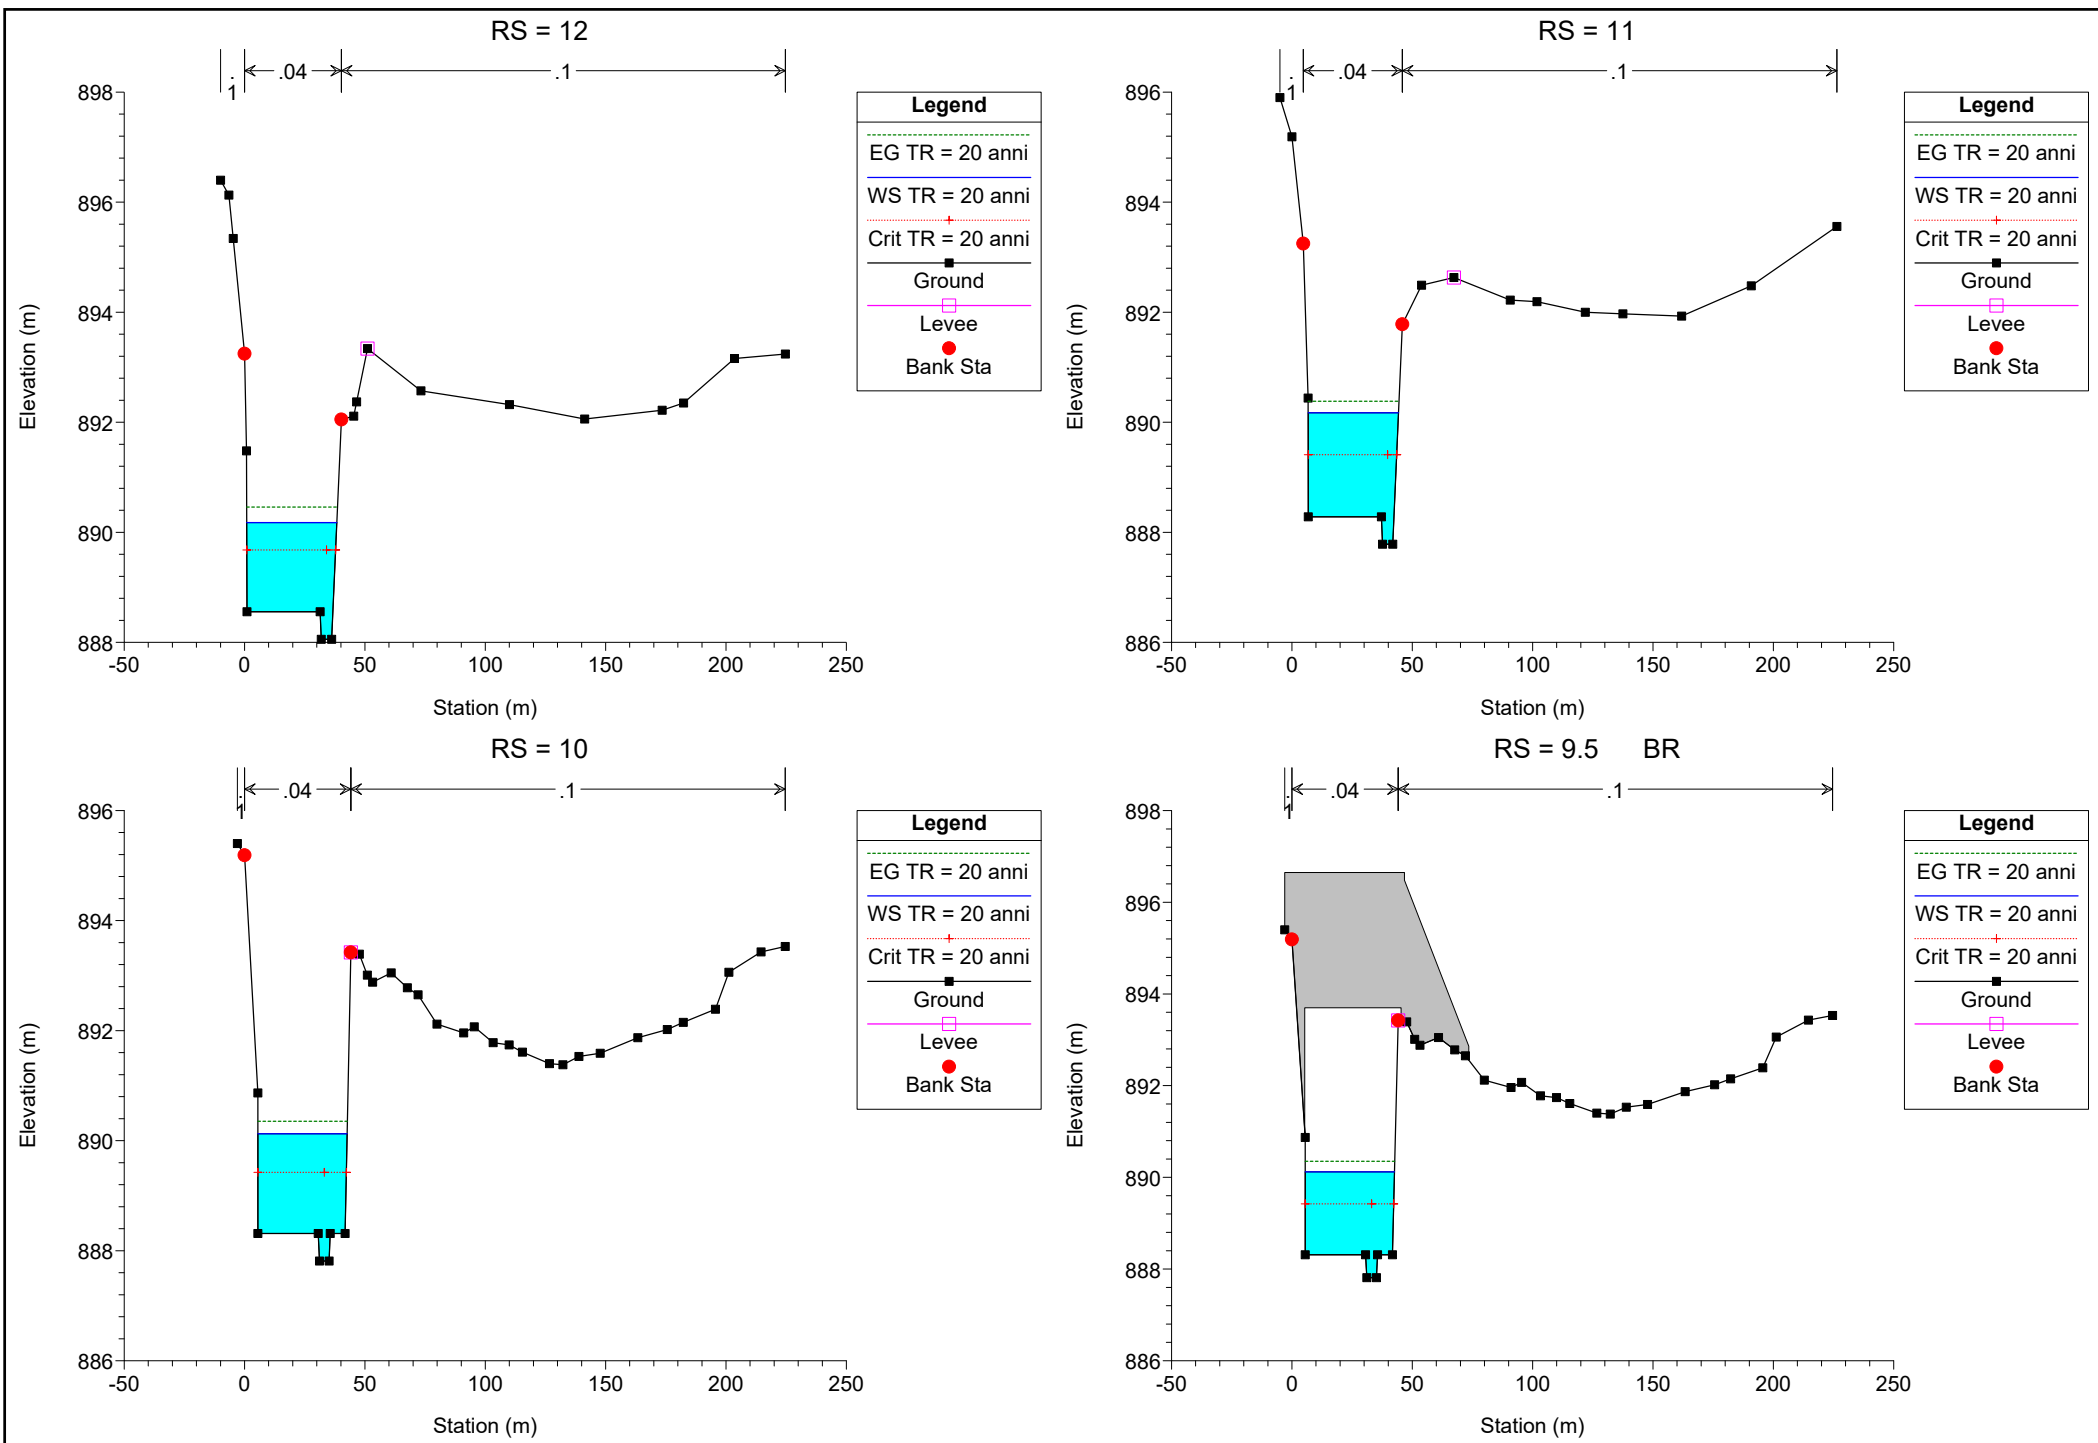 RS = 12
.1
.04
.1
898
896
894
892
890
888
-50
0
50
100
150
200
250
Elevation (m)
Station (m)
Legend
EG TR = 20 anni
WS TR = 20 anni
Crit TR = 20 anni
Ground
Levee
Bank Sta
RS = 11
.1
.04
.1
896
894
892
890
888
886
-50
0
50
100
150
200
250
Elevation (m)
Station (m)
Legend
EG TR = 20 anni
WS TR = 20 anni
Crit TR = 20 anni
Ground
Levee
Bank Sta
RS = 10
.1
.04
.1
896
894
892
890
888
886
-50
0
50
100
150
200
250
Elevation (m)
Station (m)
Legend
EG TR = 20 anni
WS TR = 20 anni
Crit TR = 20 anni
Ground
Levee
Bank Sta
RS = 9.5 BR
.1
.04
.1
898
896
894
892
890
888
886
-50
0
50
100
150
200
250
Elevation (m)
Station (m)
Legend
EG TR = 20 anni
WS TR = 20 anni
Crit TR = 20 anni
Ground
Levee
Bank Sta